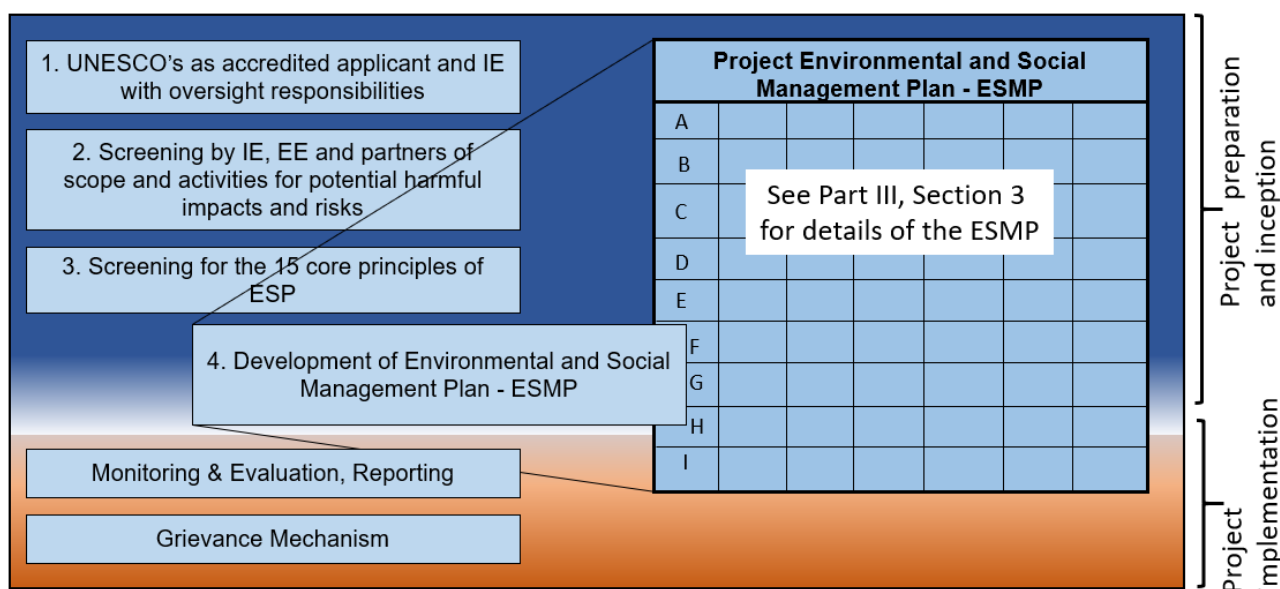 1. UNESCO's as accredited applicant and IE
with oversight responsibilities
2. Screening by IE, EE and partners of
scope and activities for potential harmful
impacts and risks
3. Screening for the 15 core principles of
ESP
4. Development of Environmental and Social
Management Plan - ESMP
Monitoring & Evaluation, Reporting
Grievance Mechanism
Project Environmental and Social
Management Plan - ESMP
A
B
C
D
E
F
G
H
I
See Part III, Section 3
for details of the ESMP
Project preparation
and inception
Project
implementation